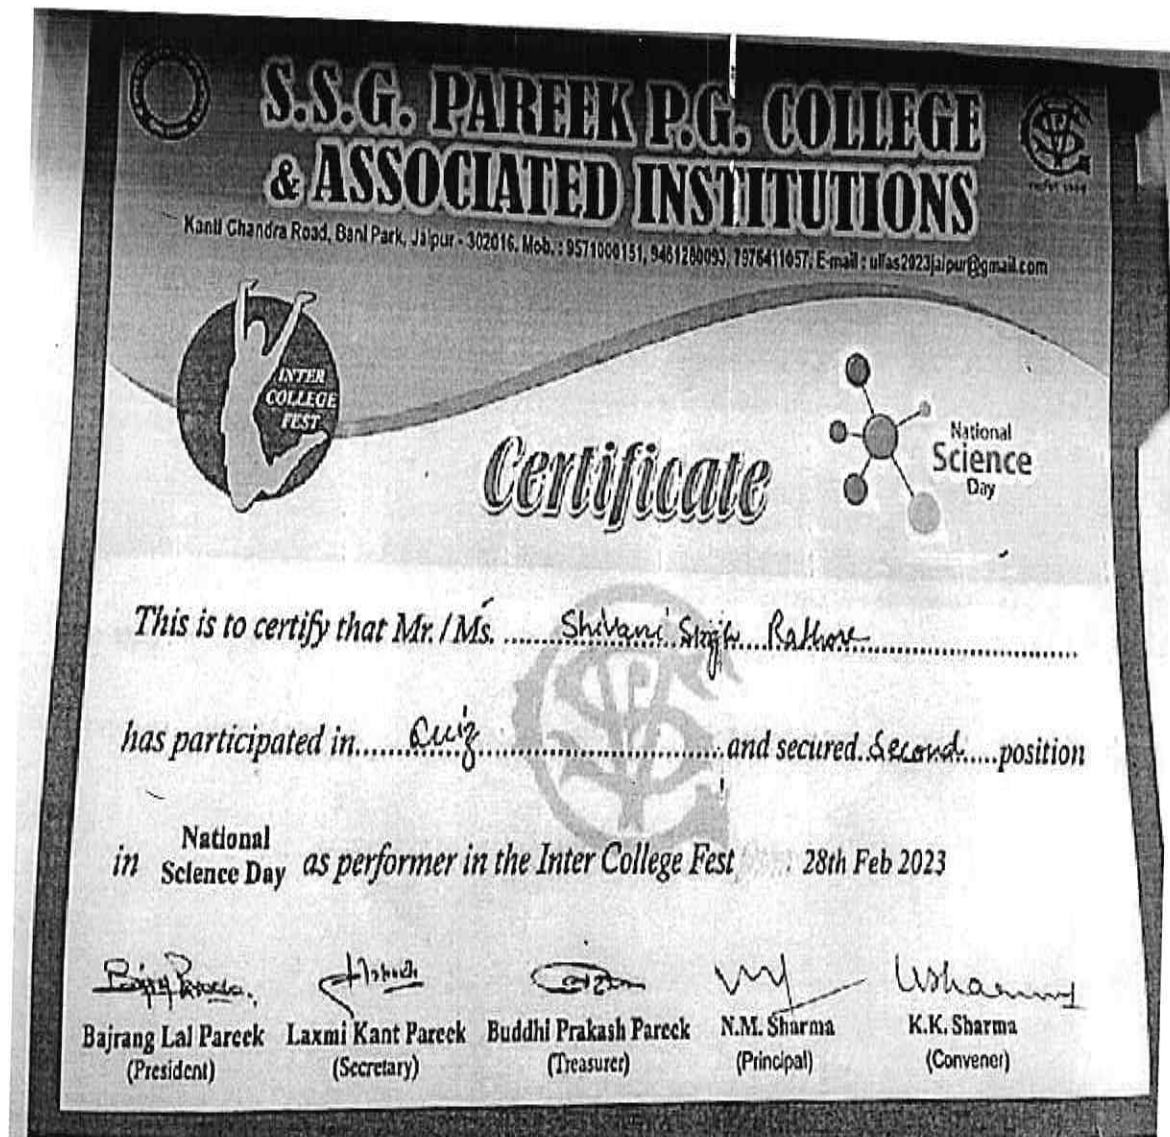 S.S.G. PAREEK P.G. COLLEGE
& ASSOCIATED INSTITUTIONS
Kanti Chandra Road, Bani Park, Jaipur - 302016. Mob. : 9571000151, 9461280093, 7976411057, E-mail : ullas2023jaipur@gmail.com
INTER
COLLEGE
FEST
National
Science
Day
Certificate
This is to certify that Mr. / Ms. ........Shivani Singh Rathore........
has participated in......Quiz..............................and secured..Second.....position
in National Science Day as performer in the Inter College Fest 28th Feb 2023
Bajrang Lal Pareek Laxmi Kant Pareek Buddhi Prakash Pareek N.M. Sharma K.K. Sharma
(President) (Secretary) (Treasurer) (Principal) (Convener)